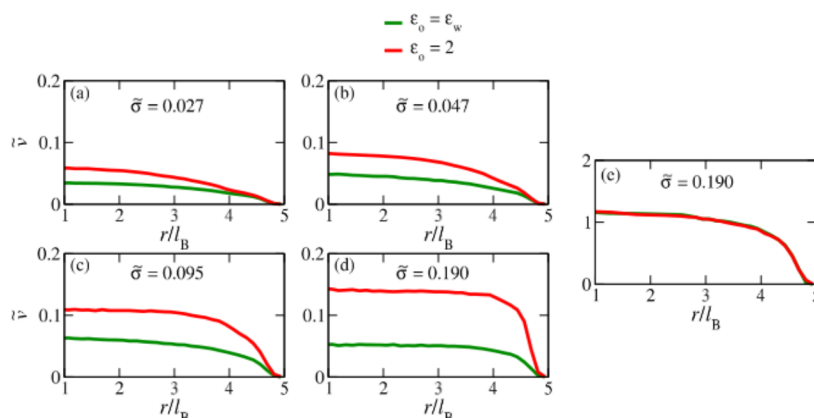 ε_o = ε_w
ε_o = 2
(a) σ̃ = 0.027
0.2
0.1
0
ṽ
1 2 3 4 5
r/l_B
(b) σ̃ = 0.047
0.2
0.1
0
1 2 3 4 5
r/l_B
(c) σ̃ = 0.095
0.2
0.1
0
ṽ
1 2 3 4 5
r/l_B
(d) σ̃ = 0.190
0.2
0.1
0
1 2 3 4 5
r/l_B
(e) σ̃ = 0.190
2
1
0
1 2 3 4 5
r/l_B